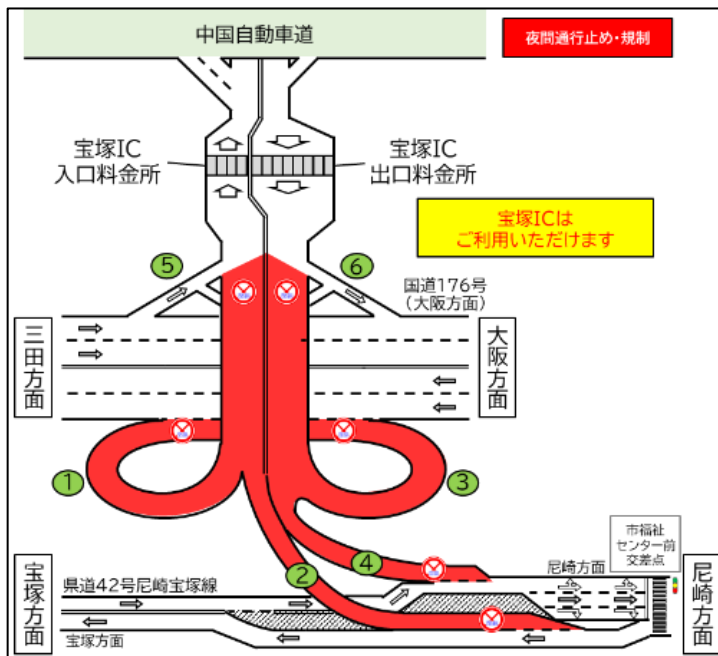 中国自動車道
夜間通行止め・規制
宝塚IC
入口料金所
宝塚IC
出口料金所
宝塚ICは
ご利用いただけます
⑤
⑥
国道176号
(大阪方面)
三田方面
大阪方面
①
③
市福祉
センター前
交差点
②
④
尼崎方面
宝塚方面
県道42号尼崎宝塚線
尼崎方面
宝塚方面